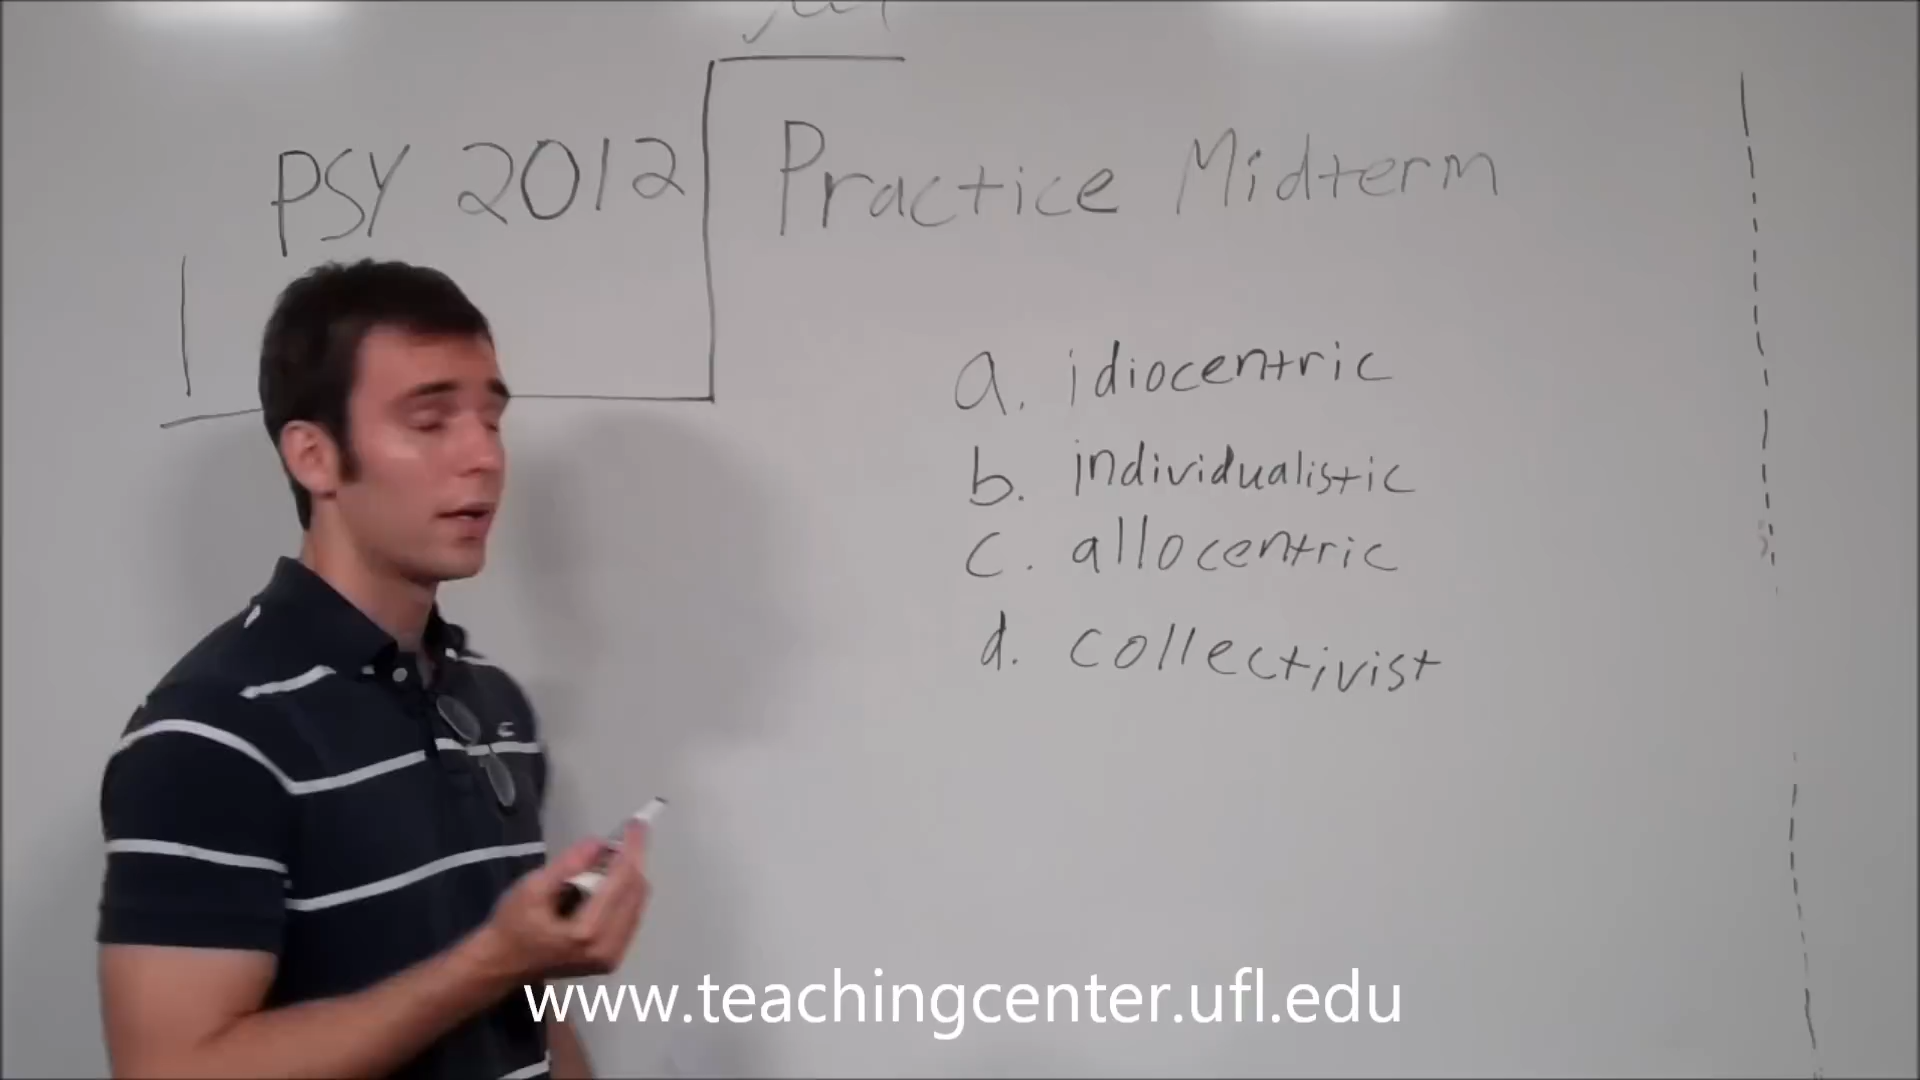 PSY 2012
Practice Midterm
a. idiocentric
b. individualistic
c. allocentric
d. collectivist
www.teachingcenter.ufl.edu